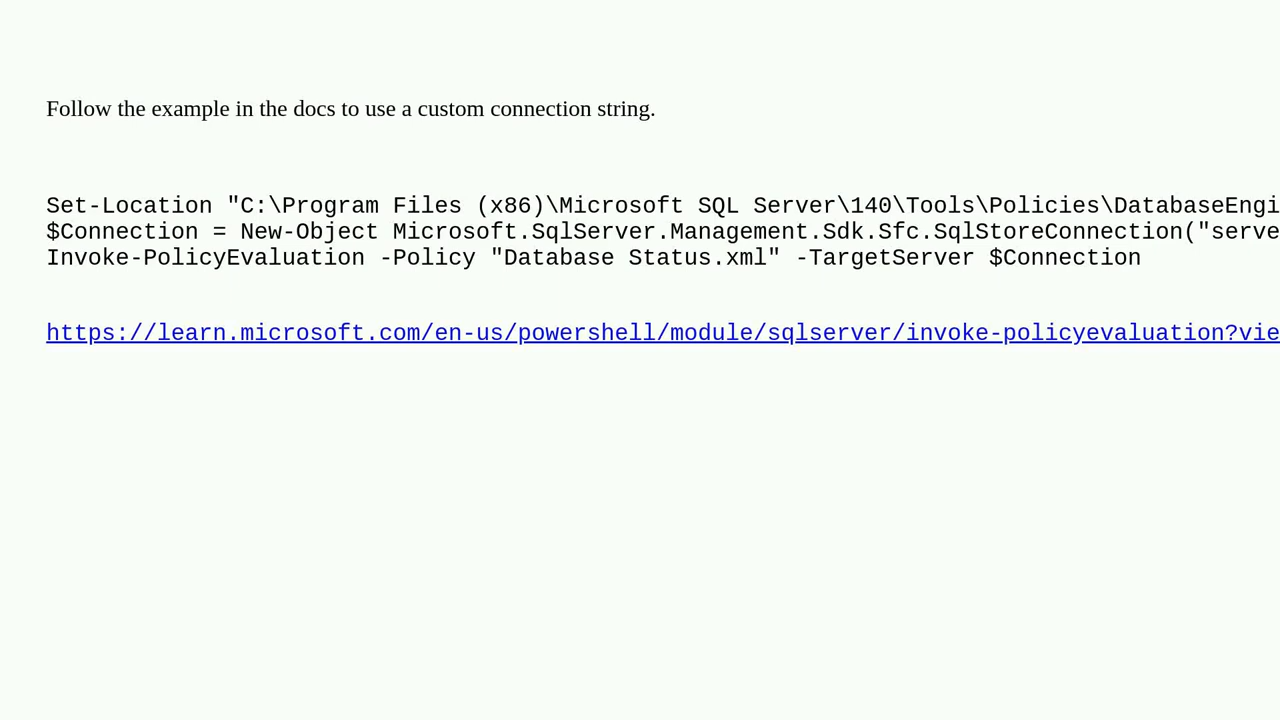 Follow the example in the docs to use a custom connection string.
Set-Location "C:\Program Files (x86)\Microsoft SQL Server\140\Tools\Policies\DatabaseEngi
$Connection = New-Object Microsoft.SqlServer.Management.Sdk.Sfc.SqlStoreConnection("serve
Invoke-PolicyEvaluation -Policy "Database Status.xml" -TargetServer $Connection
https://learn.microsoft.com/en-us/powershell/module/sqlserver/invoke-policyevaluation?vie